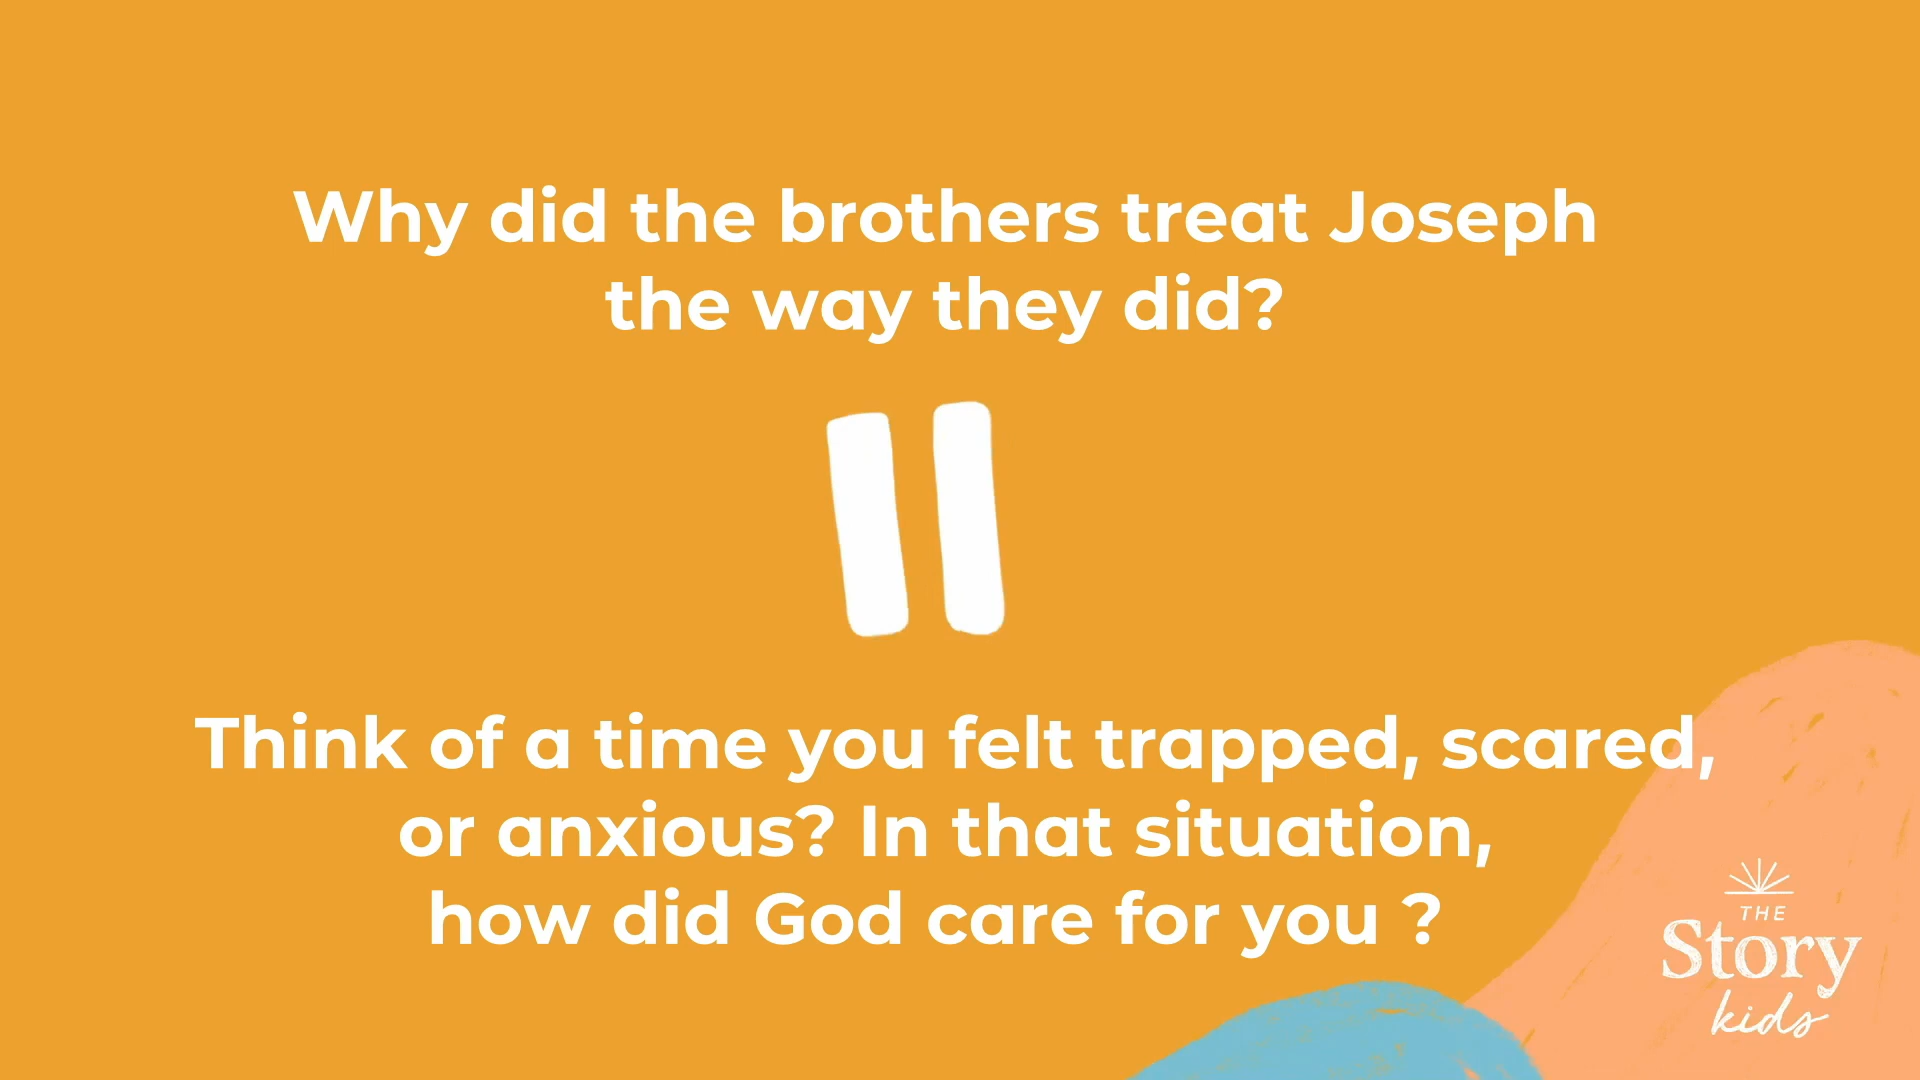 Why did the brothers treat Joseph
the way they did?
Think of a time you felt trapped, scared,
or anxious? In that situation,
how did God care for you ?
THE
Story
kids